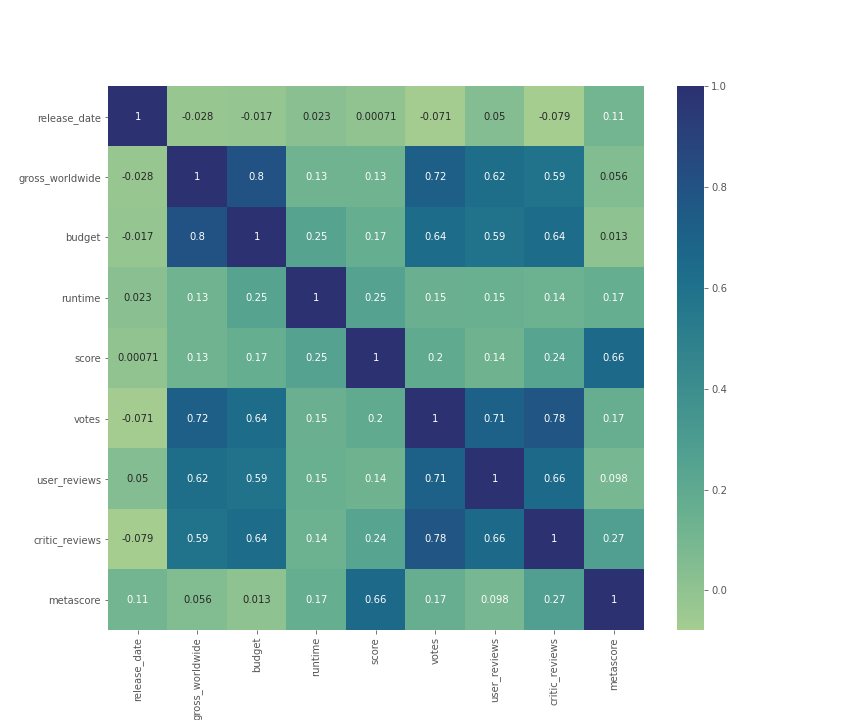 1.0
release_date 1 -0.028 -0.017 0.023 0.00071 -0.071 0.05 -0.079 0.11
gross_worldwide -0.028 1 0.8 0.13 0.13 0.72 0.62 0.59 0.056
0.8
budget -0.017 0.8 1 0.25 0.17 0.64 0.59 0.64 0.013
0.6
runtime 0.023 0.13 0.25 1 0.25 0.15 0.15 0.14 0.17
score 0.00071 0.13 0.17 0.25 1 0.2 0.14 0.24 0.66
0.4
votes -0.071 0.72 0.64 0.15 0.2 1 0.71 0.78 0.17
user_reviews 0.05 0.62 0.59 0.15 0.14 0.71 1 0.66 0.098
0.2
critic_reviews -0.079 0.59 0.64 0.14 0.24 0.78 0.66 1 0.27
0.0
metascore 0.11 0.056 0.013 0.17 0.66 0.17 0.098 0.27 1
release_date
gross_worldwide
budget
runtime
score
votes
user_reviews
critic_reviews
metascore